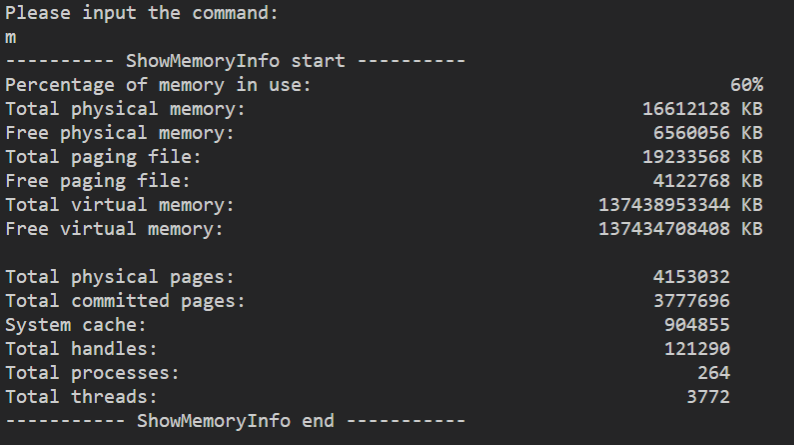 Please input the command:
m
---------- ShowMemoryInfo start ----------
Percentage of memory in use: 60%
Total physical memory: 16612128 KB
Free physical memory: 6560056 KB
Total paging file: 19233568 KB
Free paging file: 4122768 KB
Total virtual memory: 137438953344 KB
Free virtual memory: 137434708408 KB
Total physical pages: 4153032
Total committed pages: 3777696
System cache: 904855
Total handles: 121290
Total processes: 264
Total threads: 3772
----------- ShowMemoryInfo end -----------